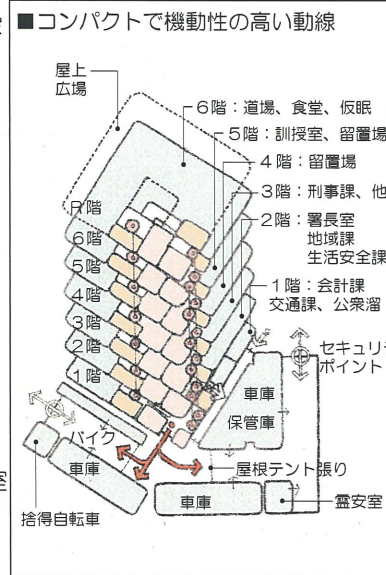 ■コンパクトで機動性の高い動線
屋上
広場
6階：道場、食堂、仮眠
5階：訓授室、留置場
4階：留置場
3階：刑事課、他
2階：署長室
地域課
生活安全課
1階：会計課
交通課、公衆溜
R階
6階
5階
4階
3階
2階
1階
セキュリテ
ポイント
車庫
保管庫
バイク
車庫
屋根テント張り
車庫
霊安室
捨得自転車
室